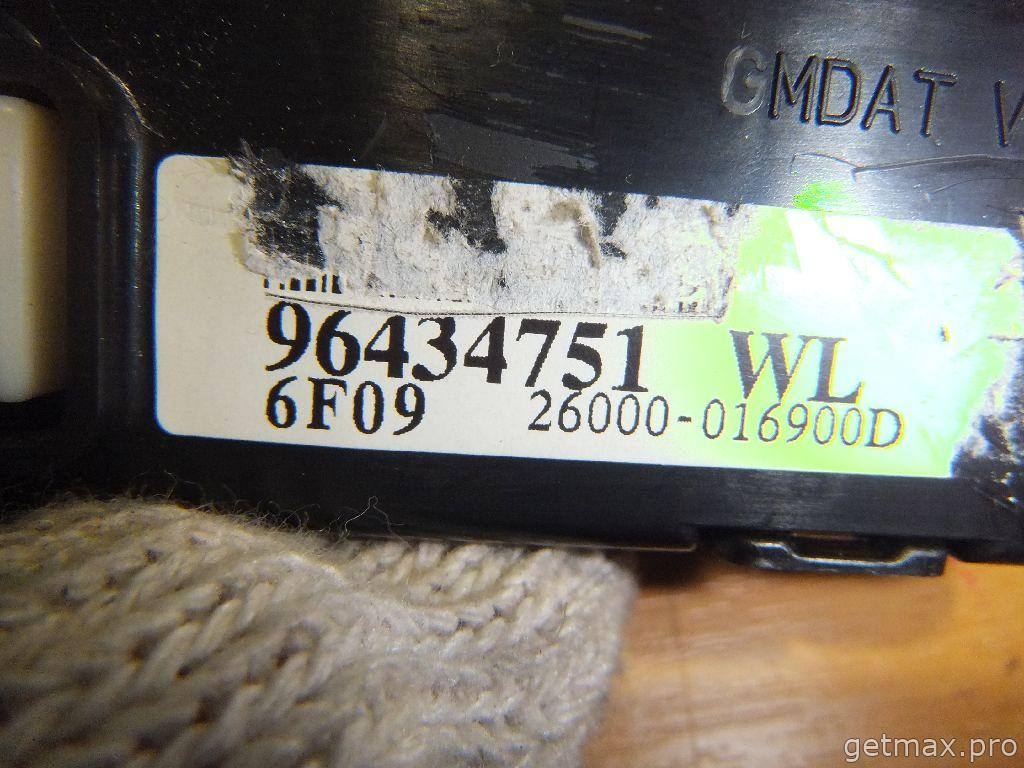 GMDAT V
96434751 WL
6F09 26000-016900D
getmax.pro